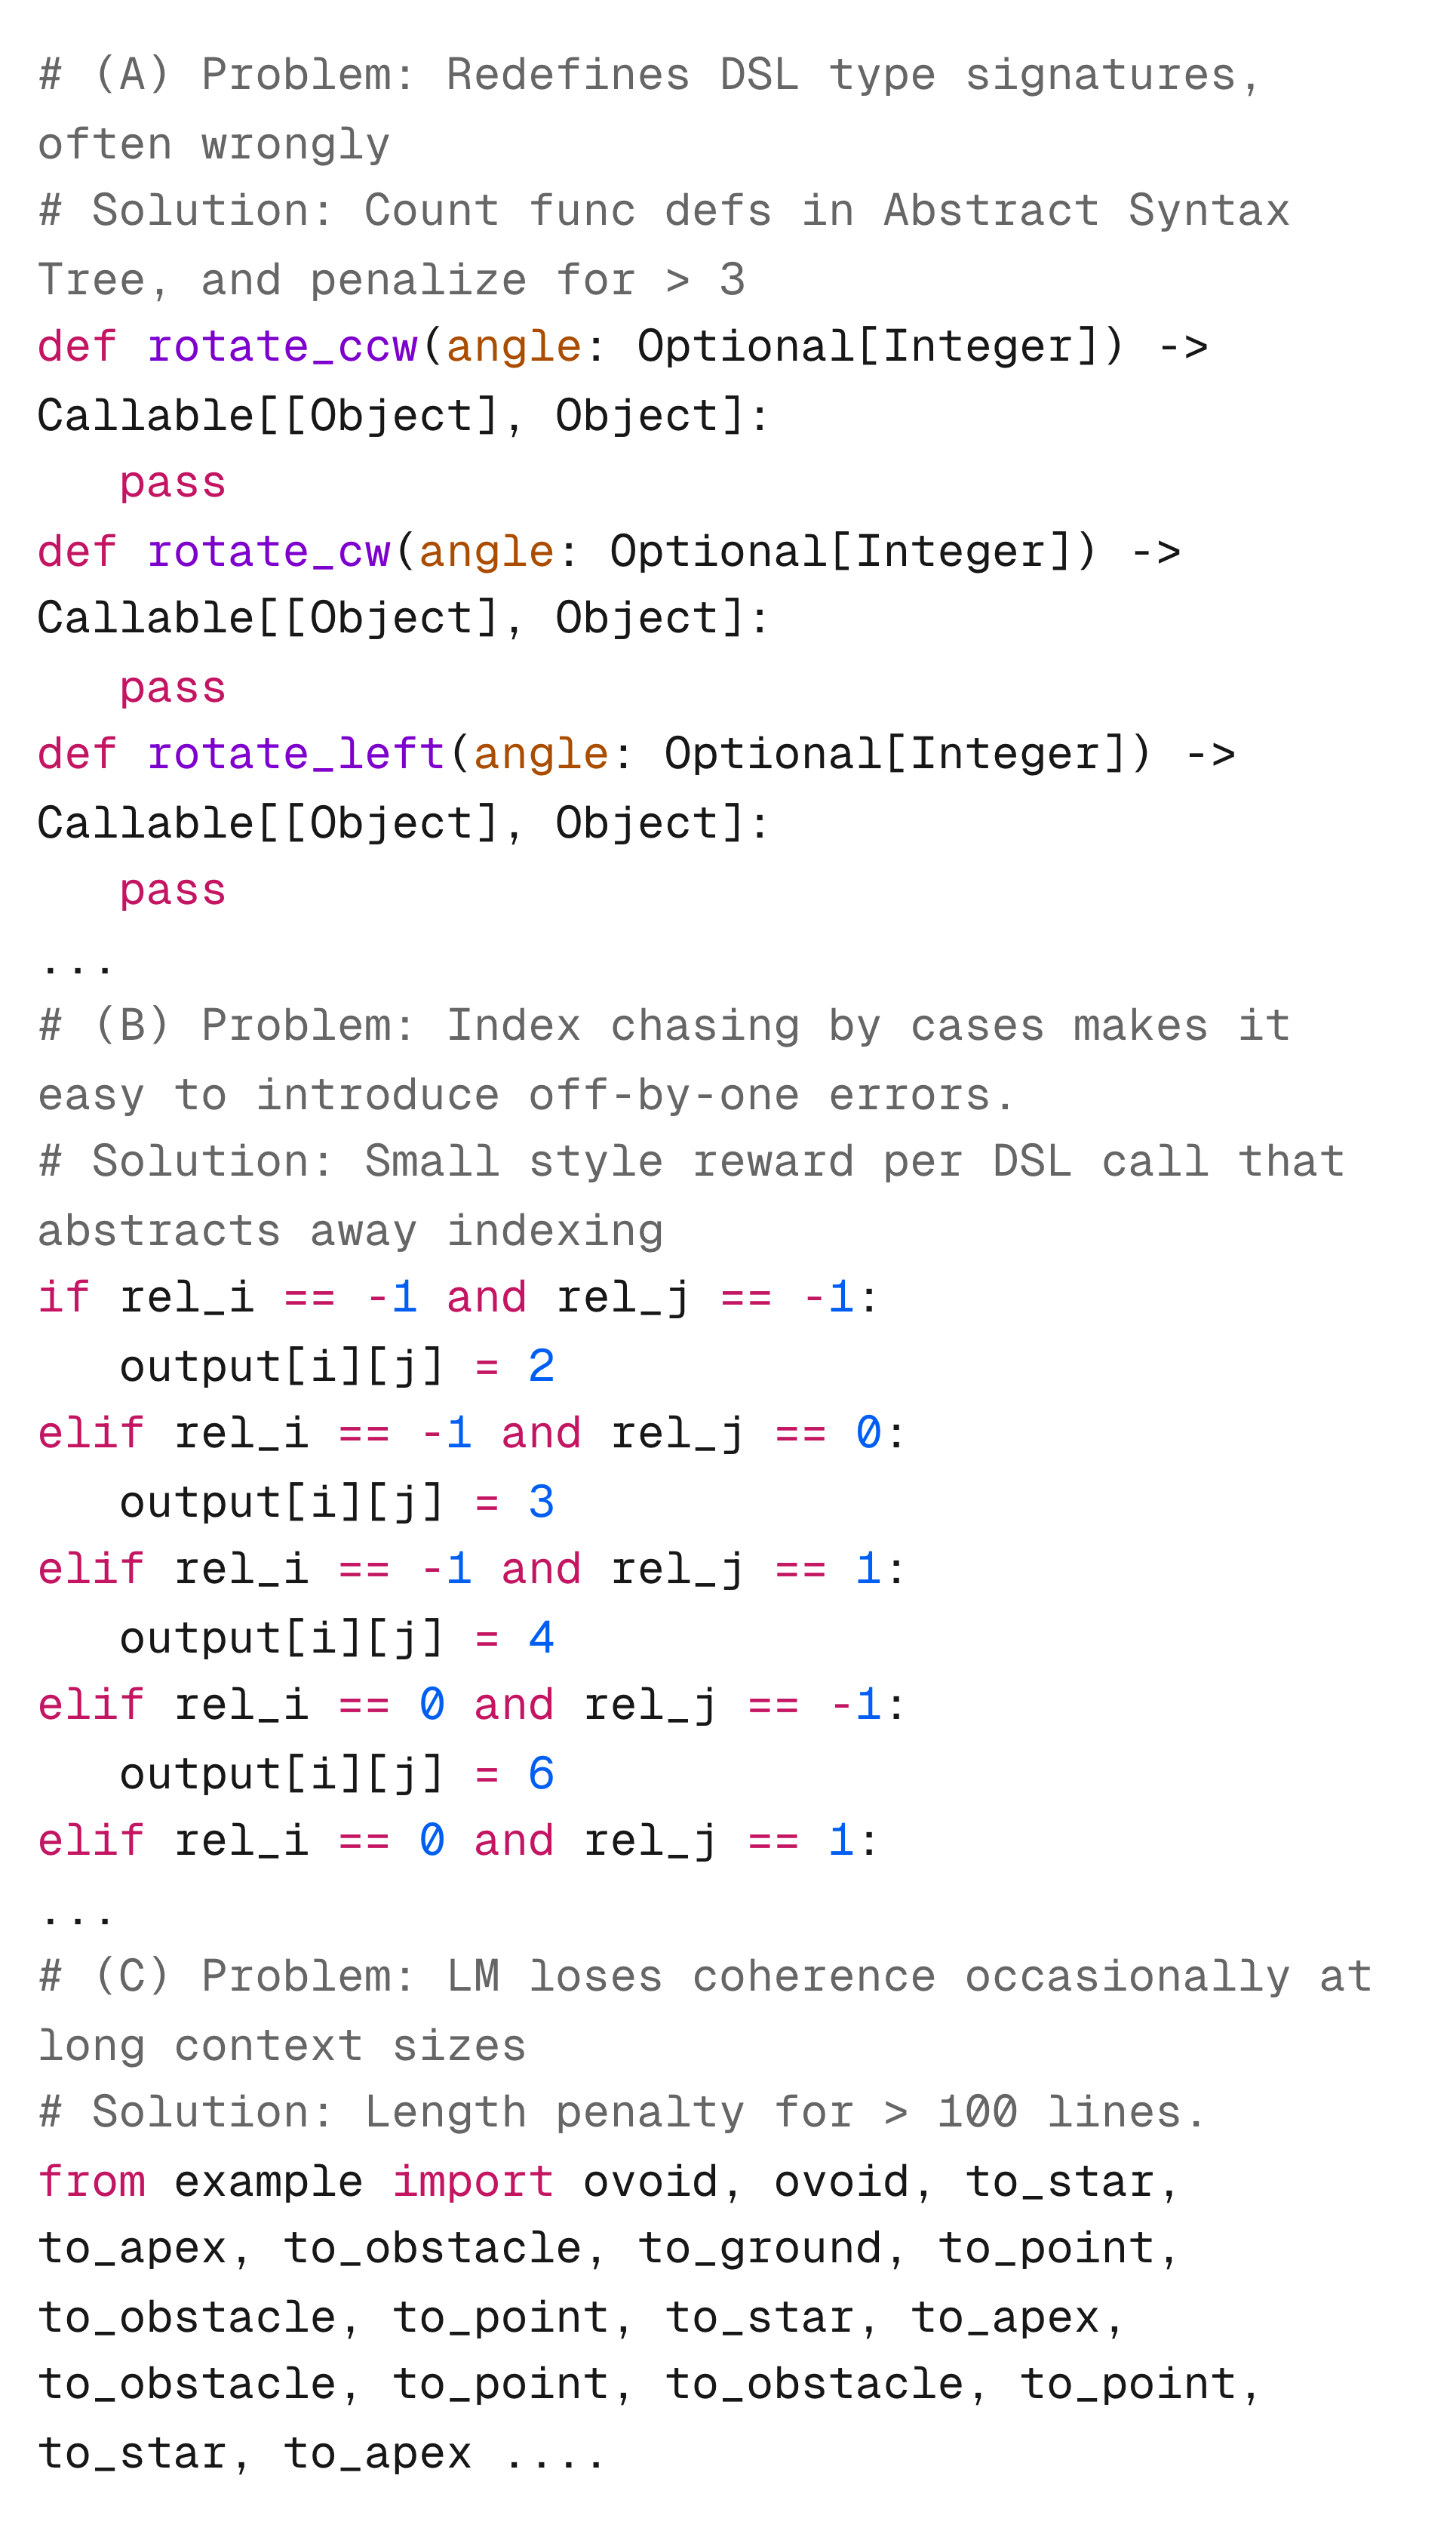 # (A) Problem: Redefines DSL type signatures,
often wrongly
# Solution: Count func defs in Abstract Syntax
Tree, and penalize for > 3
def rotate_ccw(angle: Optional[Integer]) ->
Callable[[Object], Object]:
   pass
def rotate_cw(angle: Optional[Integer]) ->
Callable[[Object], Object]:
   pass
def rotate_left(angle: Optional[Integer]) ->
Callable[[Object], Object]:
   pass
...
# (B) Problem: Index chasing by cases makes it
easy to introduce off-by-one errors.
# Solution: Small style reward per DSL call that
abstracts away indexing
if rel_i == -1 and rel_j == -1:
   output[i][j] = 2
elif rel_i == -1 and rel_j == 0:
   output[i][j] = 3
elif rel_i == -1 and rel_j == 1:
   output[i][j] = 4
elif rel_i == 0 and rel_j == -1:
   output[i][j] = 6
elif rel_i == 0 and rel_j == 1:
...
# (C) Problem: LM loses coherence occasionally at
long context sizes
# Solution: Length penalty for > 100 lines.
from example import ovoid, ovoid, to_star,
to_apex, to_obstacle, to_ground, to_point,
to_obstacle, to_point, to_star, to_apex,
to_obstacle, to_point, to_obstacle, to_point,
to_star, to_apex ....